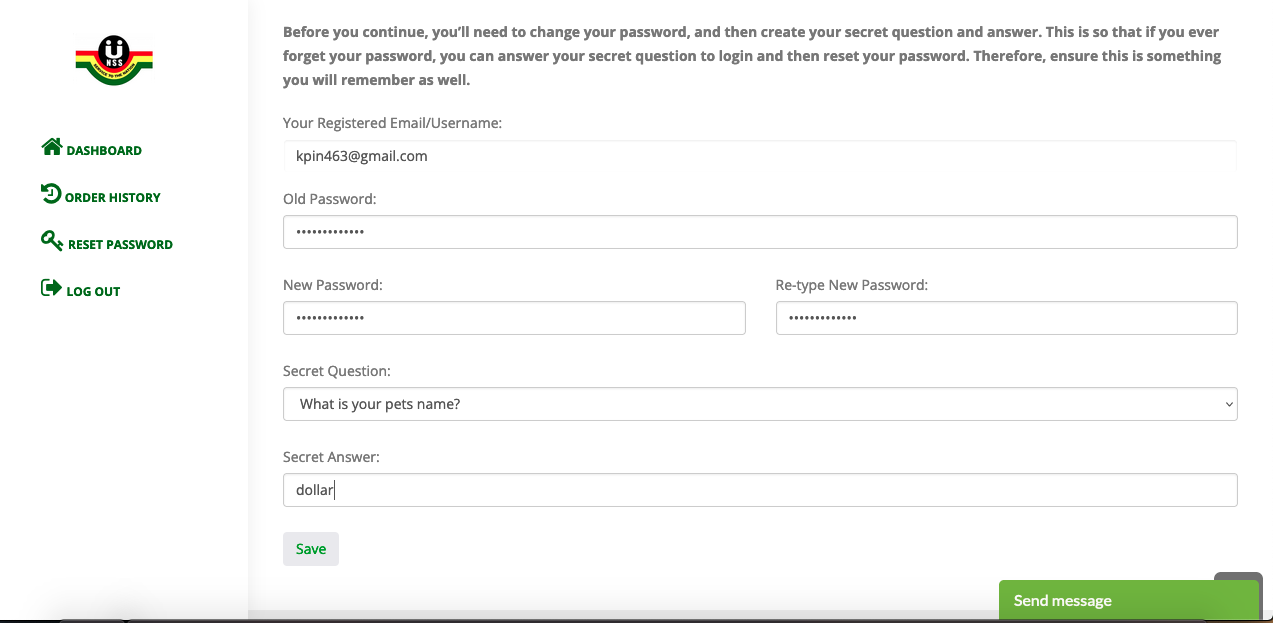 Before you continue, you'll need to change your password, and then create your secret question and answer. This is so that if you ever
forget your password, you can answer your secret question to login and then reset your password. Therefore, ensure this is something
you will remember as well.
NSS
SERVICE TO THE NATION
DASHBOARD
ORDER HISTORY
RESET PASSWORD
LOG OUT
Your Registered Email/Username:
kpin463@gmail.com
Old Password:
•••••••••••••
New Password:
Re-type New Password:
•••••••••••••
•••••••••••••
Secret Question:
What is your pets name?
Secret Answer:
dollar
Save
Send message